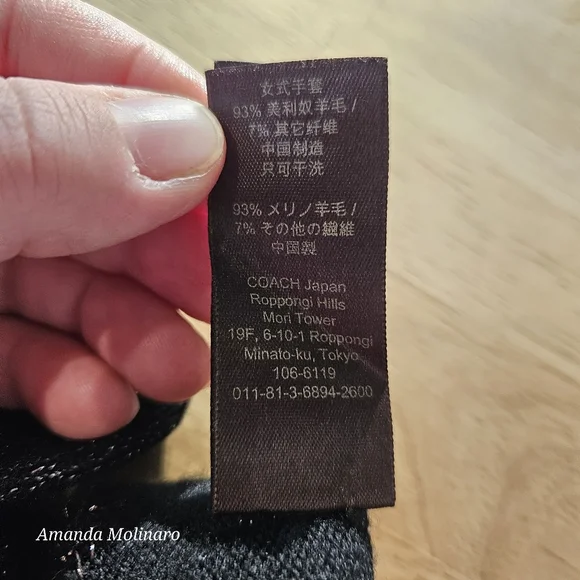 女式手套
93% 美利奴羊毛 /
7% 其它纤维
中国制造
只可干洗
93% メリノ羊毛 /
7% その他の繊維
中国製
COACH Japan
Roppongi Hills
Mori Tower
19F, 6-10-1 Roppongi
Minato-ku, Tokyo
106-6119
011-81-3-6894-2600
Amanda Molinaro